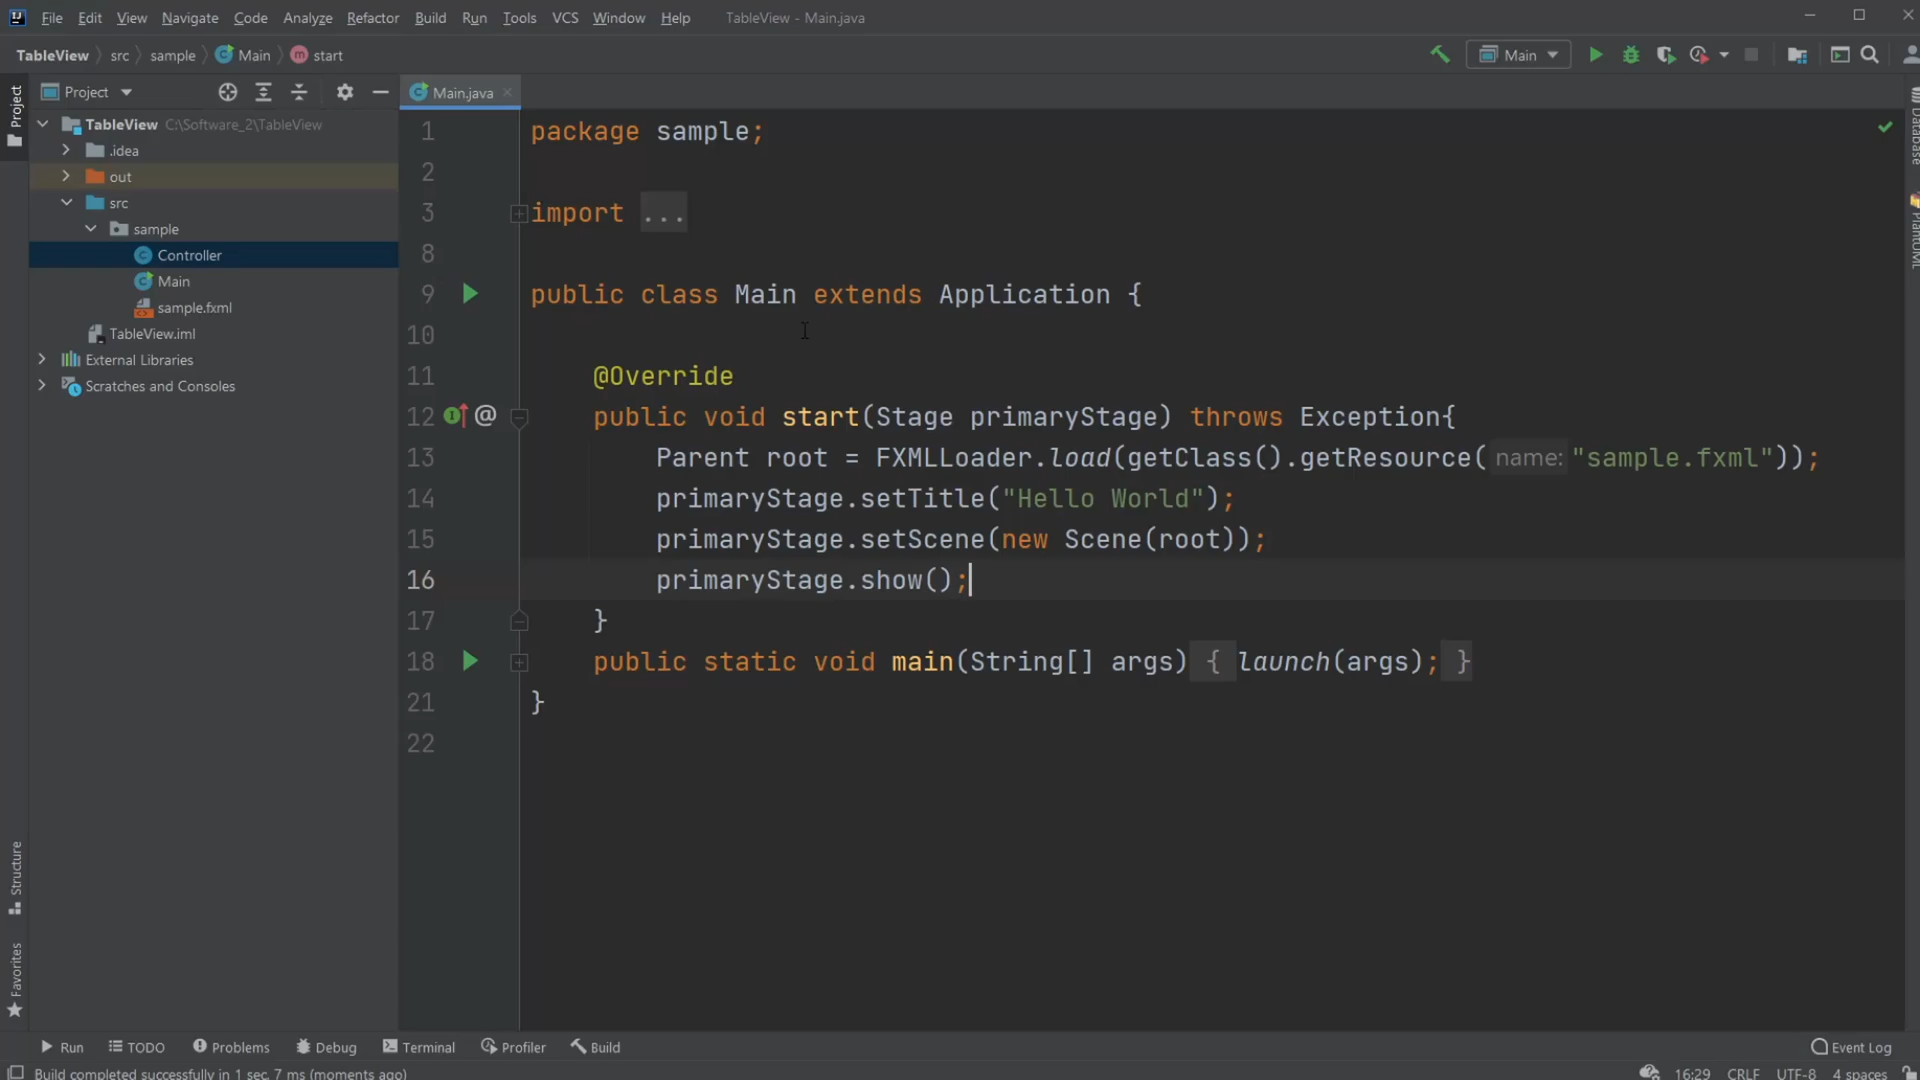 File Edit View Navigate Code Analyze Refactor Build Run Tools VCS Window Help TableView - Main.java
TableView src sample Main start
Main
Project
Main.java
Project
TableView C:\Software_2\TableView
.idea
out
src
sample
Controller
Main
sample.fxml
TableView.iml
External Libraries
Scratches and Consoles
Structure
Favorites
1 package sample;
2
3 import ...
8
9 public class Main extends Application {
10
11 @Override
12 public void start(Stage primaryStage) throws Exception{
13 Parent root = FXMLLoader.load(getClass().getResource( name: "sample.fxml"));
14 primaryStage.setTitle("Hello World");
15 primaryStage.setScene(new Scene(root));
16 primaryStage.show();
17 }
18 public static void main(String[] args) { launch(args); }
21 }
22
Database
PlantUML
Run TODO Problems Debug Terminal Profiler Build Event Log
Build completed successfully in 1 sec, 7 ms (moments ago) 16:29 CRLF UTF-8 4 spaces